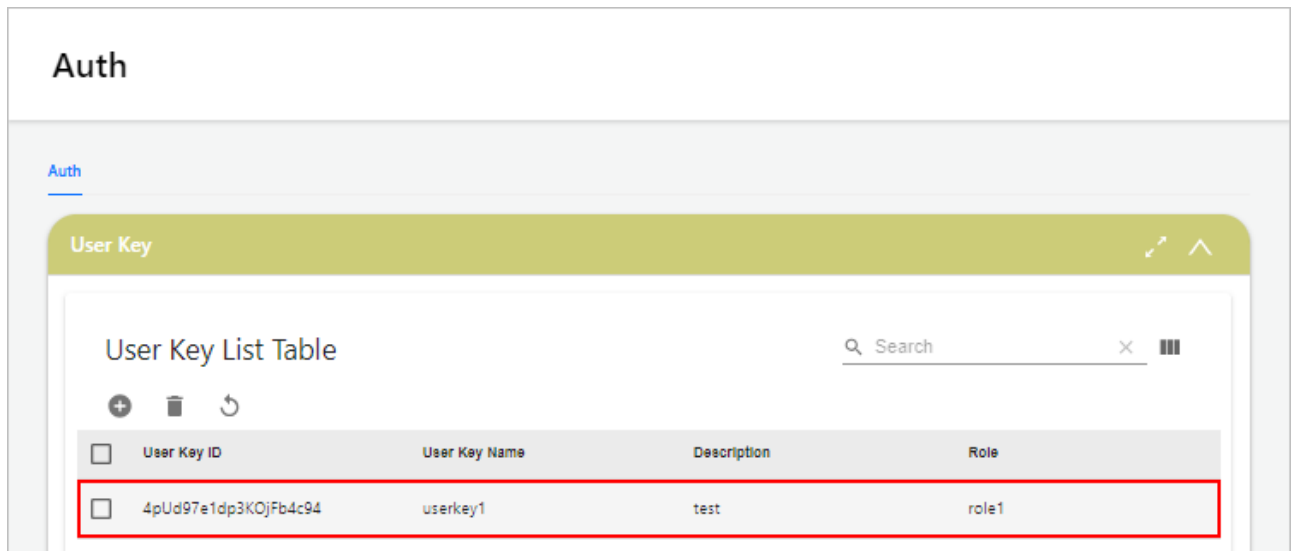 Auth
Auth
User Key
User Key List Table
Search
User Key ID User Key Name Description Role
4pUd97e1dp3KOjFb4c94 userkey1 test role1